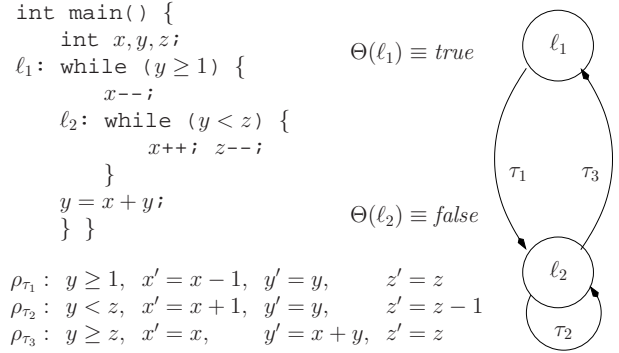 int main() {
int x,y,z;
ℓ1: while (y ≥ 1) {
x--;
ℓ2: while (y < z) {
x++; z--;
}
y = x + y;
} }
Θ(ℓ1) ≡ true
Θ(ℓ2) ≡ false
ℓ1
τ1
τ3
ℓ2
τ2
ρτ1 : y ≥ 1, x′ = x − 1, y′ = y, z′ = z
ρτ2 : y < z, x′ = x + 1, y′ = y, z′ = z − 1
ρτ3 : y ≥ z, x′ = x, y′ = x + y, z′ = z